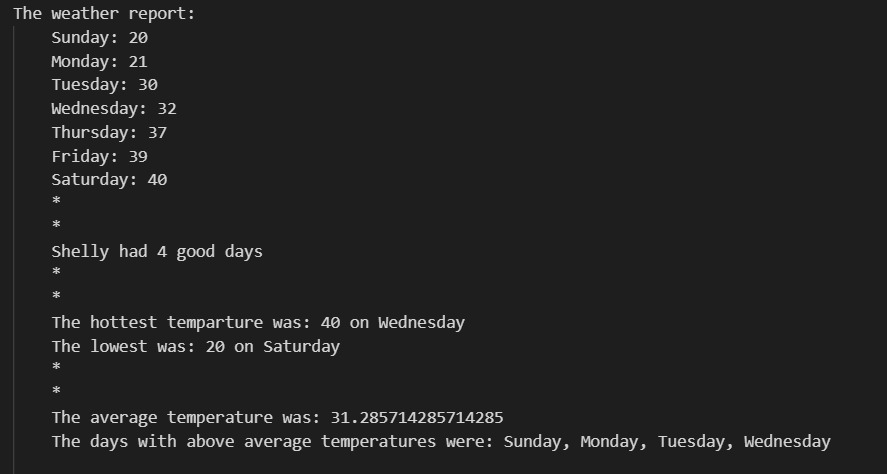 The weather report:
Sunday: 20
Monday: 21
Tuesday: 30
Wednesday: 32
Thursday: 37
Friday: 39
Saturday: 40
*
*
Shelly had 4 good days
*
*
The hottest temparture was: 40 on Wednesday
The lowest was: 20 on Saturday
*
*
The average temperature was: 31.285714285714285
The days with above average temperatures were: Sunday, Monday, Tuesday, Wednesday